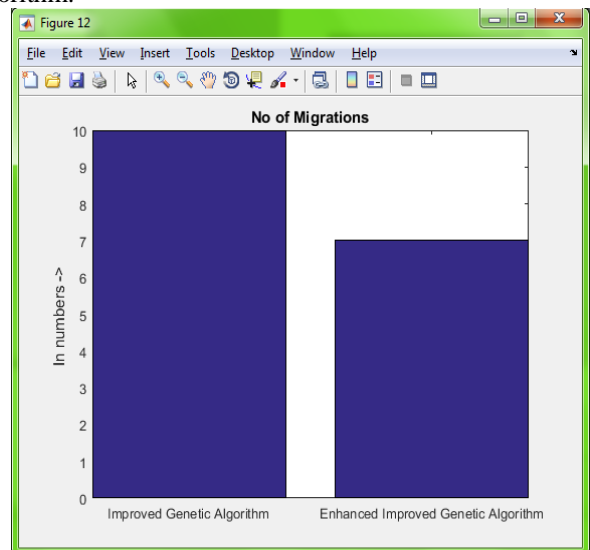 Figure 12
File Edit View Insert Tools Desktop Window Help
No of Migrations
10
9
8
7
6
5
4
3
2
1
0
In numbers ->
Improved Genetic Algorithm
Enhanced Improved Genetic Algorithm